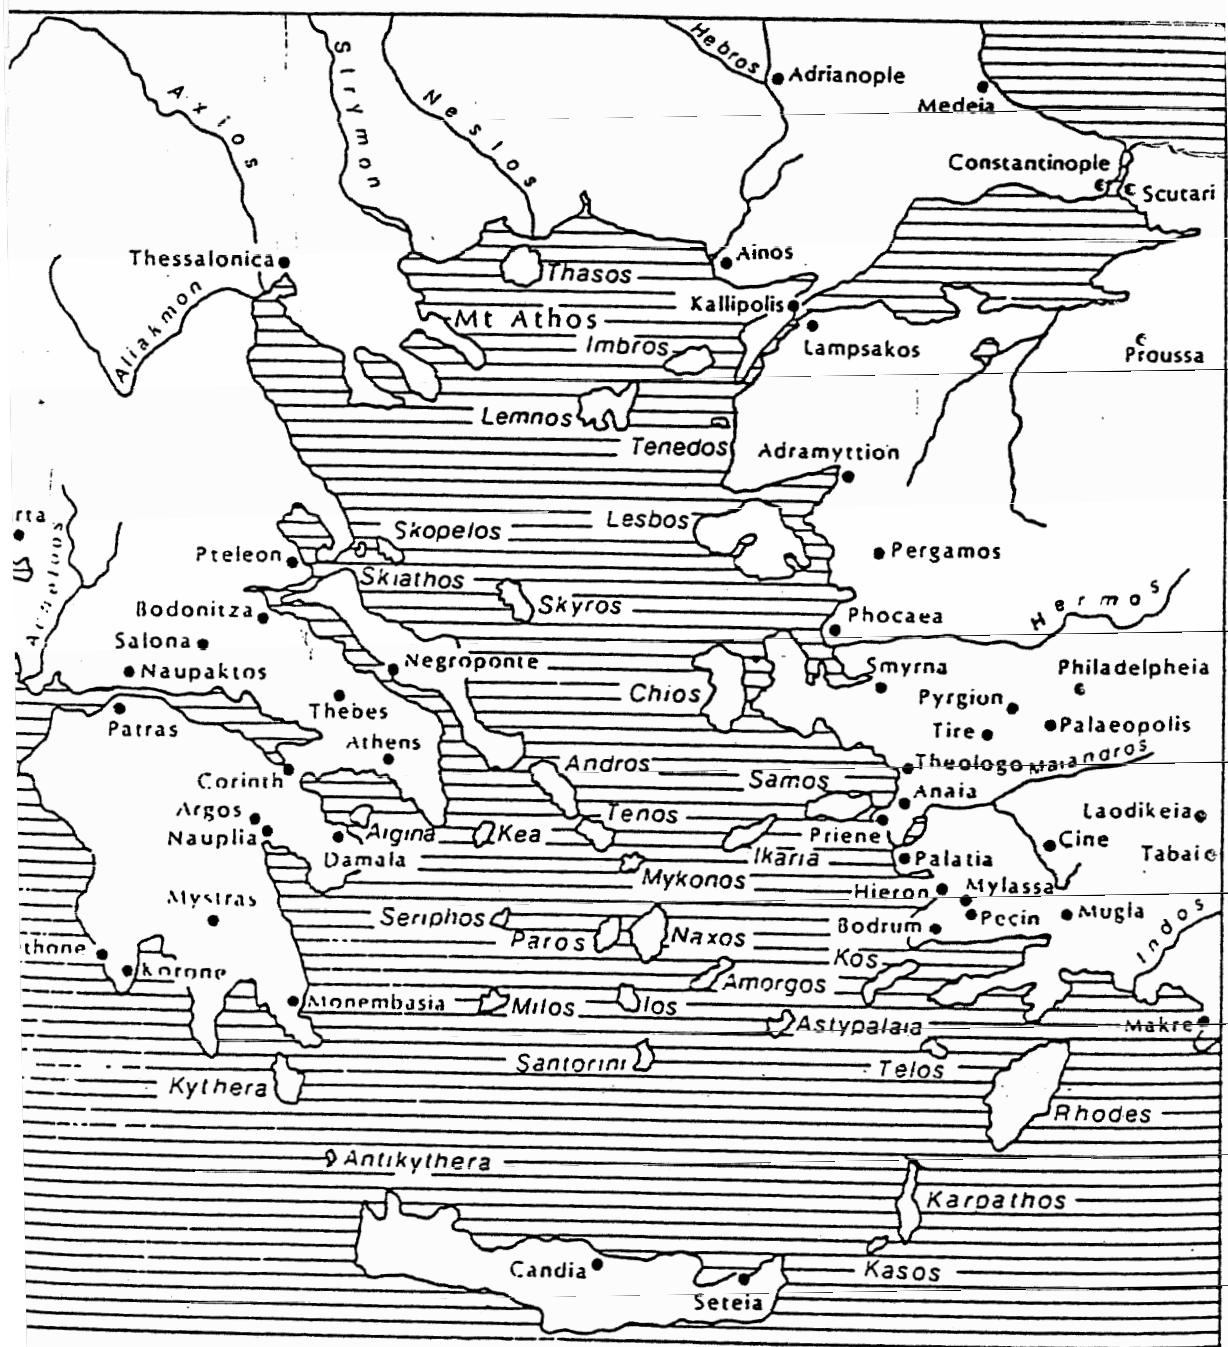 Hebros
Adrianople
Medeia
Strymon
Axios
Nestos
Constantinople
Scutari
Thessalonica
Ainos
Thasos
Aliakmon
Kallipolis
Mt Athos
Imbros
Lampsakos
Proussa
Lemnos
Tenedos
Adramyttion
rta
Lesbos
Skopelos
Pteleon
Pergamos
Acheloos
Skiathos
Skyros
Hermos
Bodonitza
Phocaea
Salona
Negroponte
Smyrna
Philadelpheia
Naupaktos
Chios
Pyrgion
Thebes
Patras
Tire
Palaeopolis
Athens
Andros
Theologo
Maiandros
Corinth
Samos
Anaia
Argos
Tenos
Laodikeia
Nauplia
Aigina
Kea
Priene
Cine
Damala
Ikaria
Palatia
Tabai
Mykonos
Hieron
Mylassa
Mystras
Seriphos
Pecin
Mugla
Paros
Naxos
Bodrum
Indos
thone
Kos
Korone
Amorgos
Monembasia
Milos
Ios
Astypalaia
Makre
Santorini
Telos
Kythera
Rhodes
Antikythera
Karpathos
Candia
Kasos
Seteia